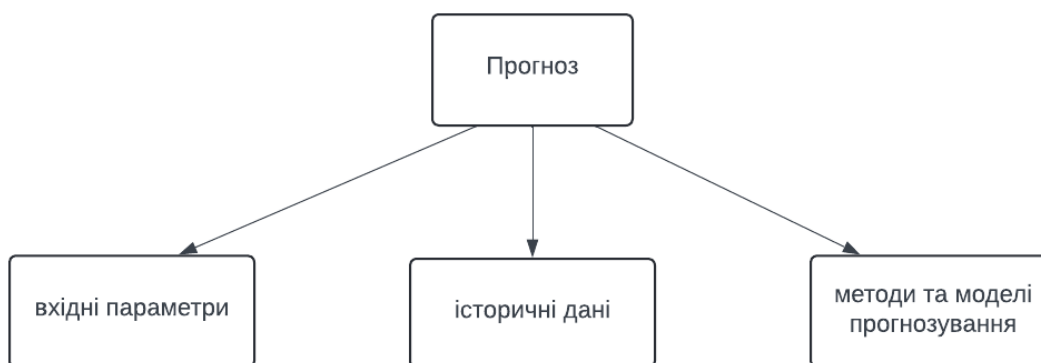 Прогноз
вхідні параметри
історичні дані
методи та моделі
прогнозування